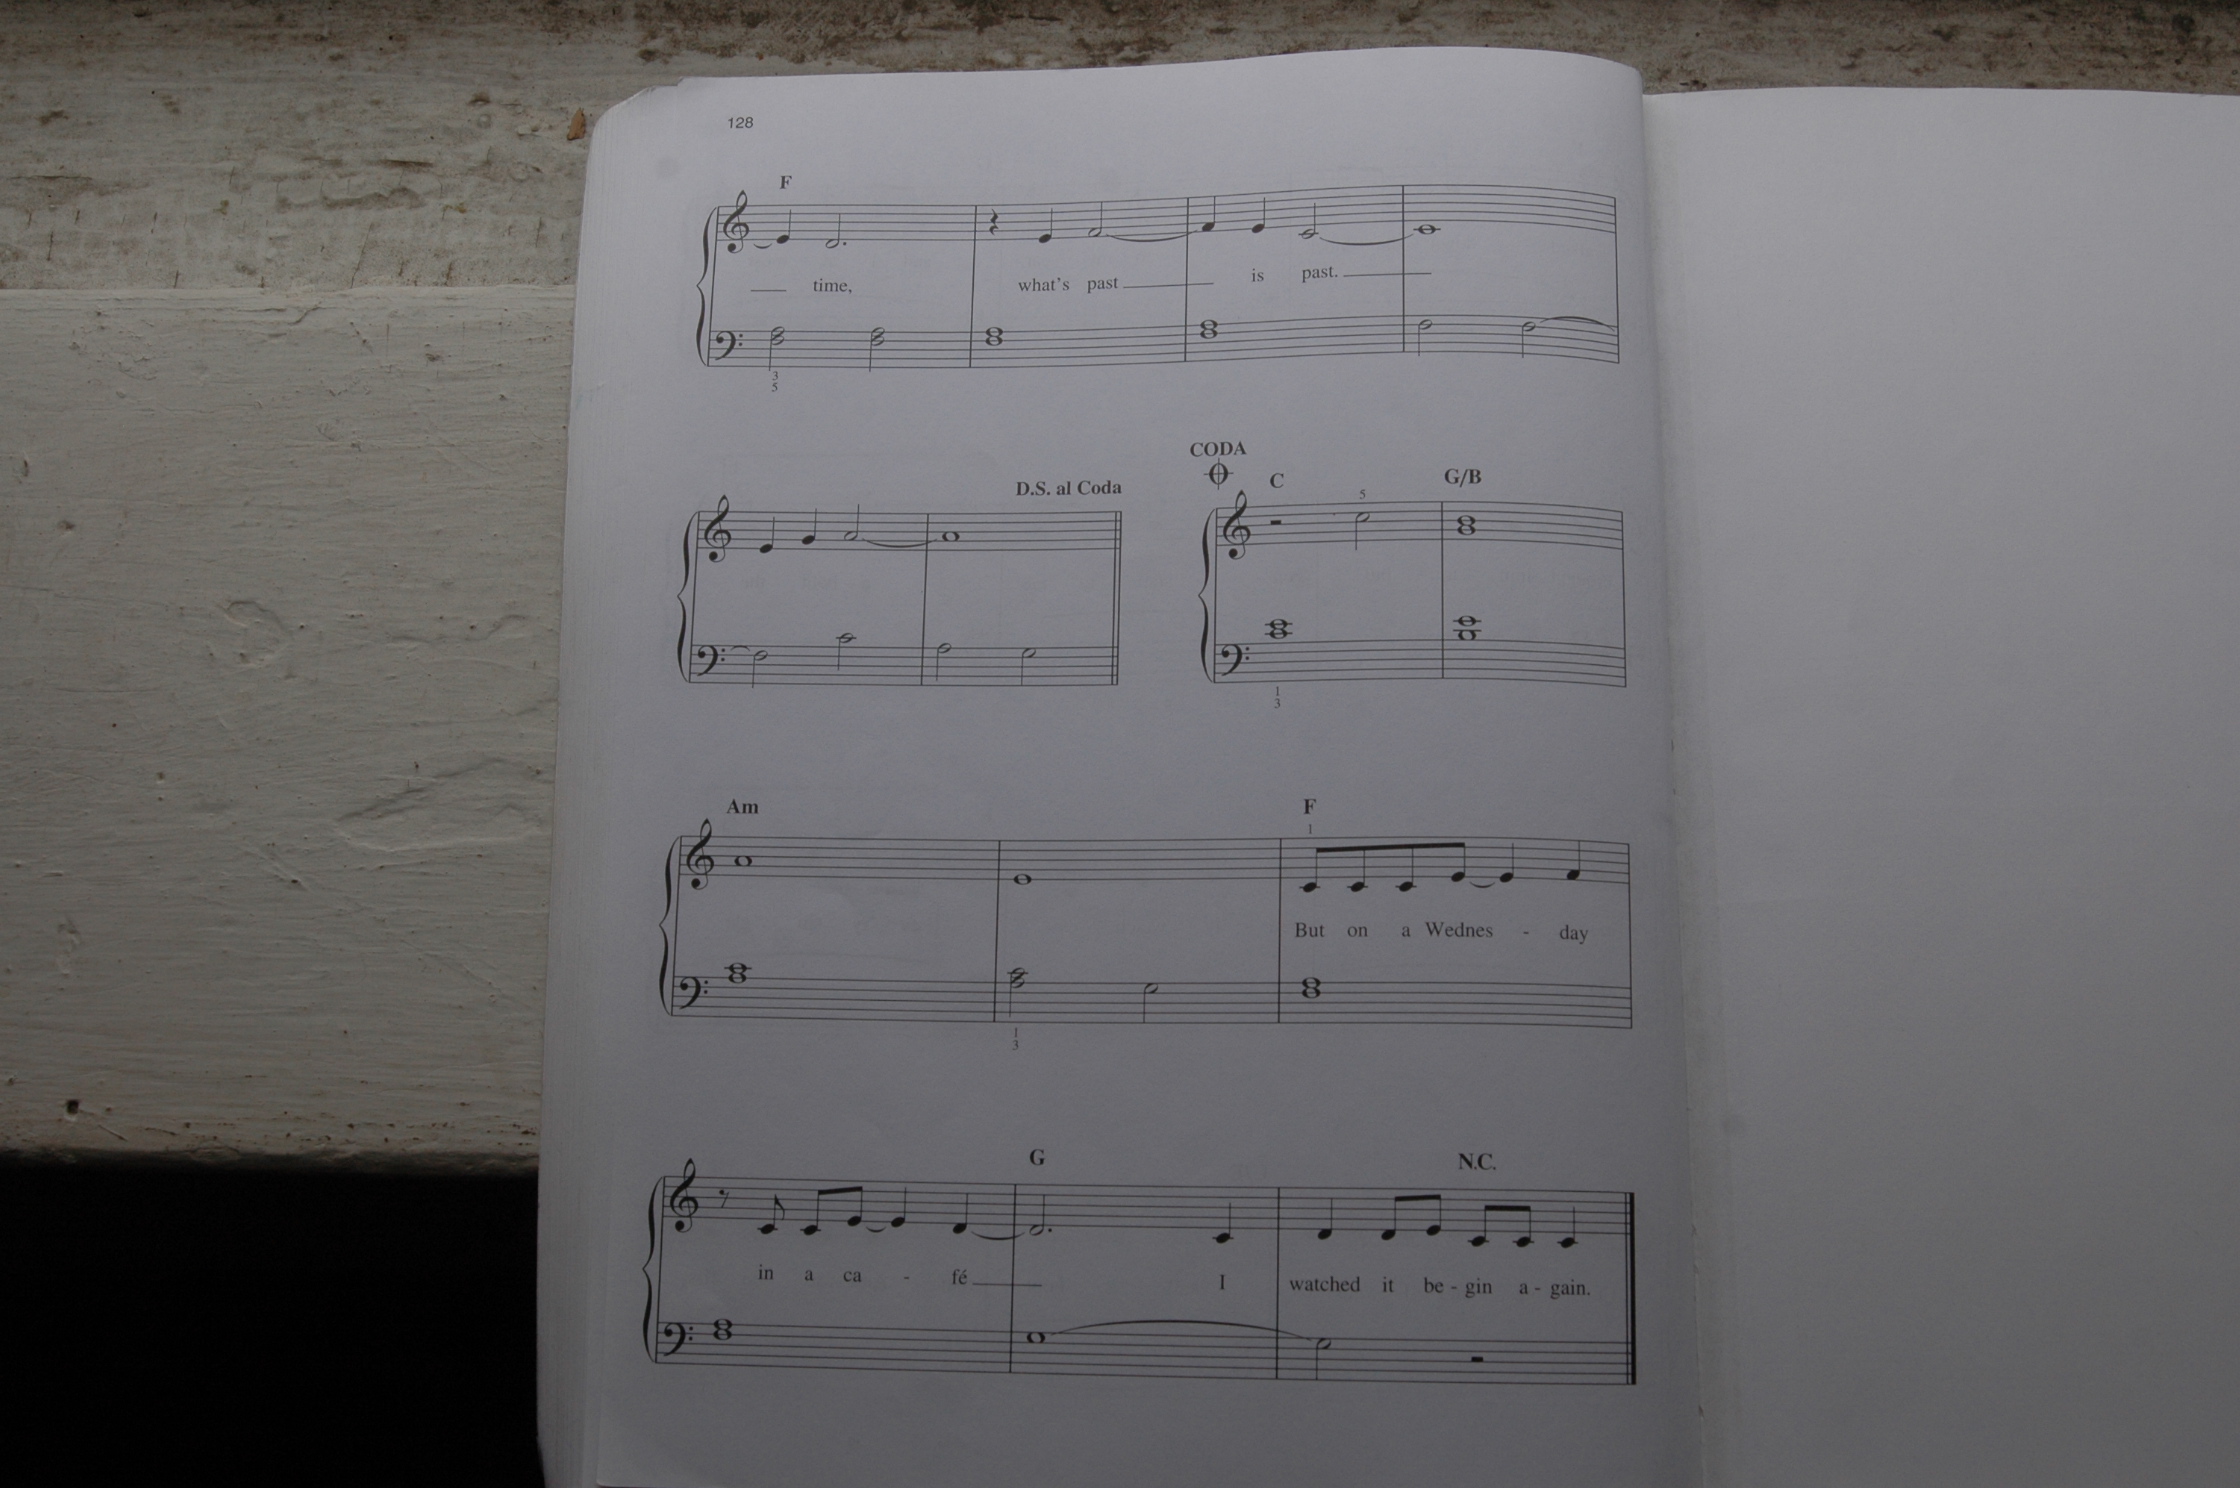 128
F
time, what's past is past.
3
5
D.S. al Coda
CODA
C 5 G/B
1
3
Am F
1
But on a Wednes - day
1
3
G N.C.
in a ca - fé I watched it be - gin a - gain.